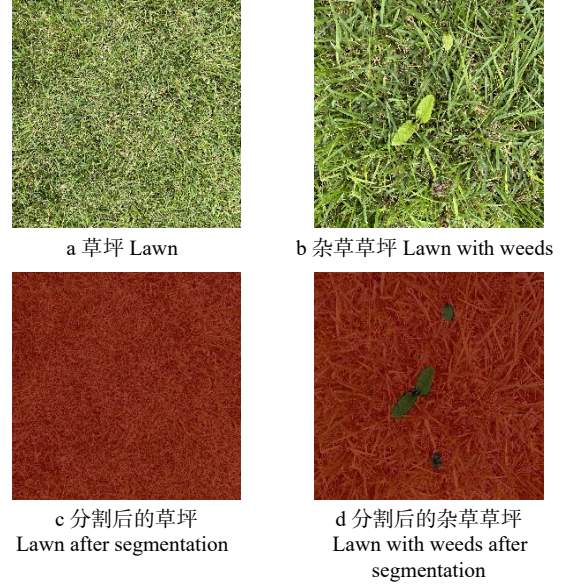 a 草坪 Lawn
b 杂草草坪 Lawn with weeds
c 分割后的草坪
Lawn after segmentation
d 分割后的杂草草坪
Lawn with weeds after
segmentation